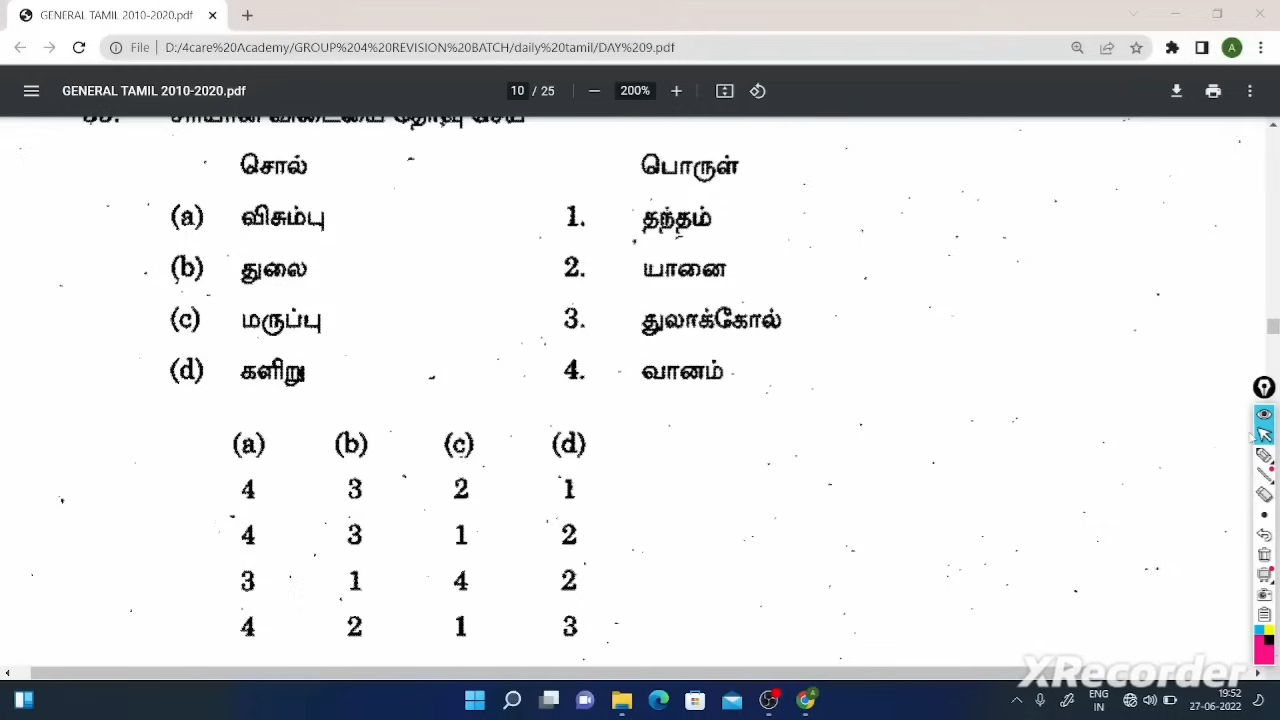 GENERAL TAMIL 2010-2020.pdf
File D:/4care%20Academy/GROUP%204%20REVISION%20BATCH/daily%20tamil/DAY%209.pdf
A
GENERAL TAMIL 2010-2020.pdf 10 / 25 200%
சரியான விடையை தேர்வு செய்
சொல் பொருள்
(a) விசும்பு 1. தந்தம்
(b) துலை 2. யானை
(c) மருப்பு 3. துலாக்கோல்
(d) களிறு 4. வானம்
(a) (b) (c) (d)
4 3 2 1
4 3 1 2
3 1 4 2
4 2 1 3
XRecorder
ENG 19:52
IN 27-06-2022